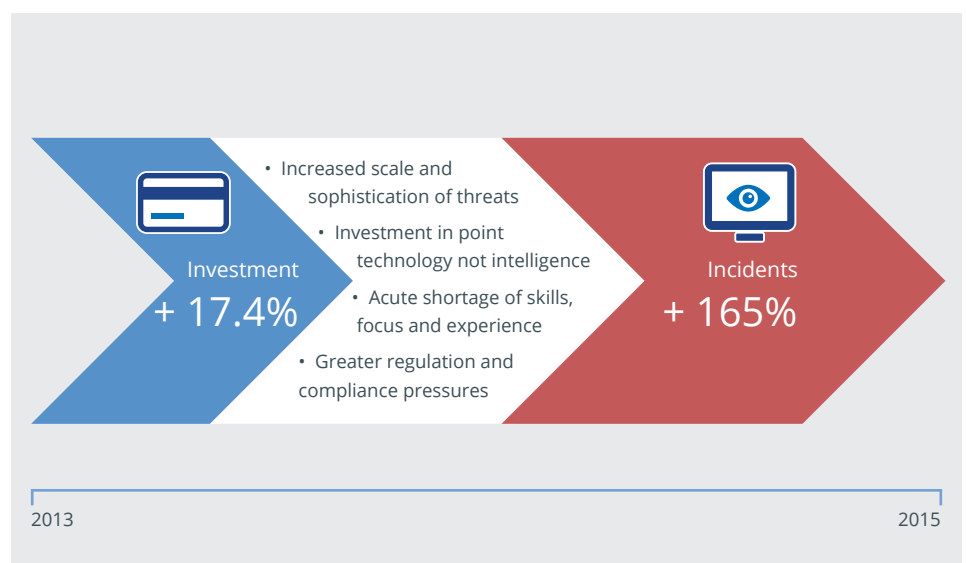 • Increased scale and
sophistication of threats
• Investment in point
technology not intelligence
• Acute shortage of skills,
focus and experience
• Greater regulation and
compliance pressures
Investment
+ 17.4%
Incidents
+ 165%
2013
2015